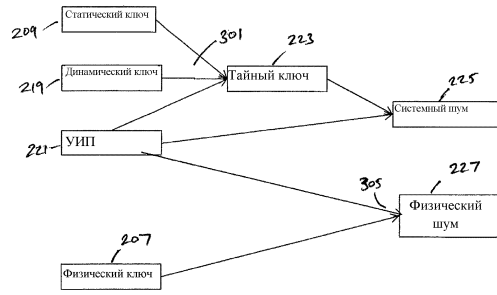 209
Статический ключ
301
223
219
Динамический ключ
Тайный ключ
225
Системный шум
221
УИП
305
227
Физический
шум
207
Физический ключ